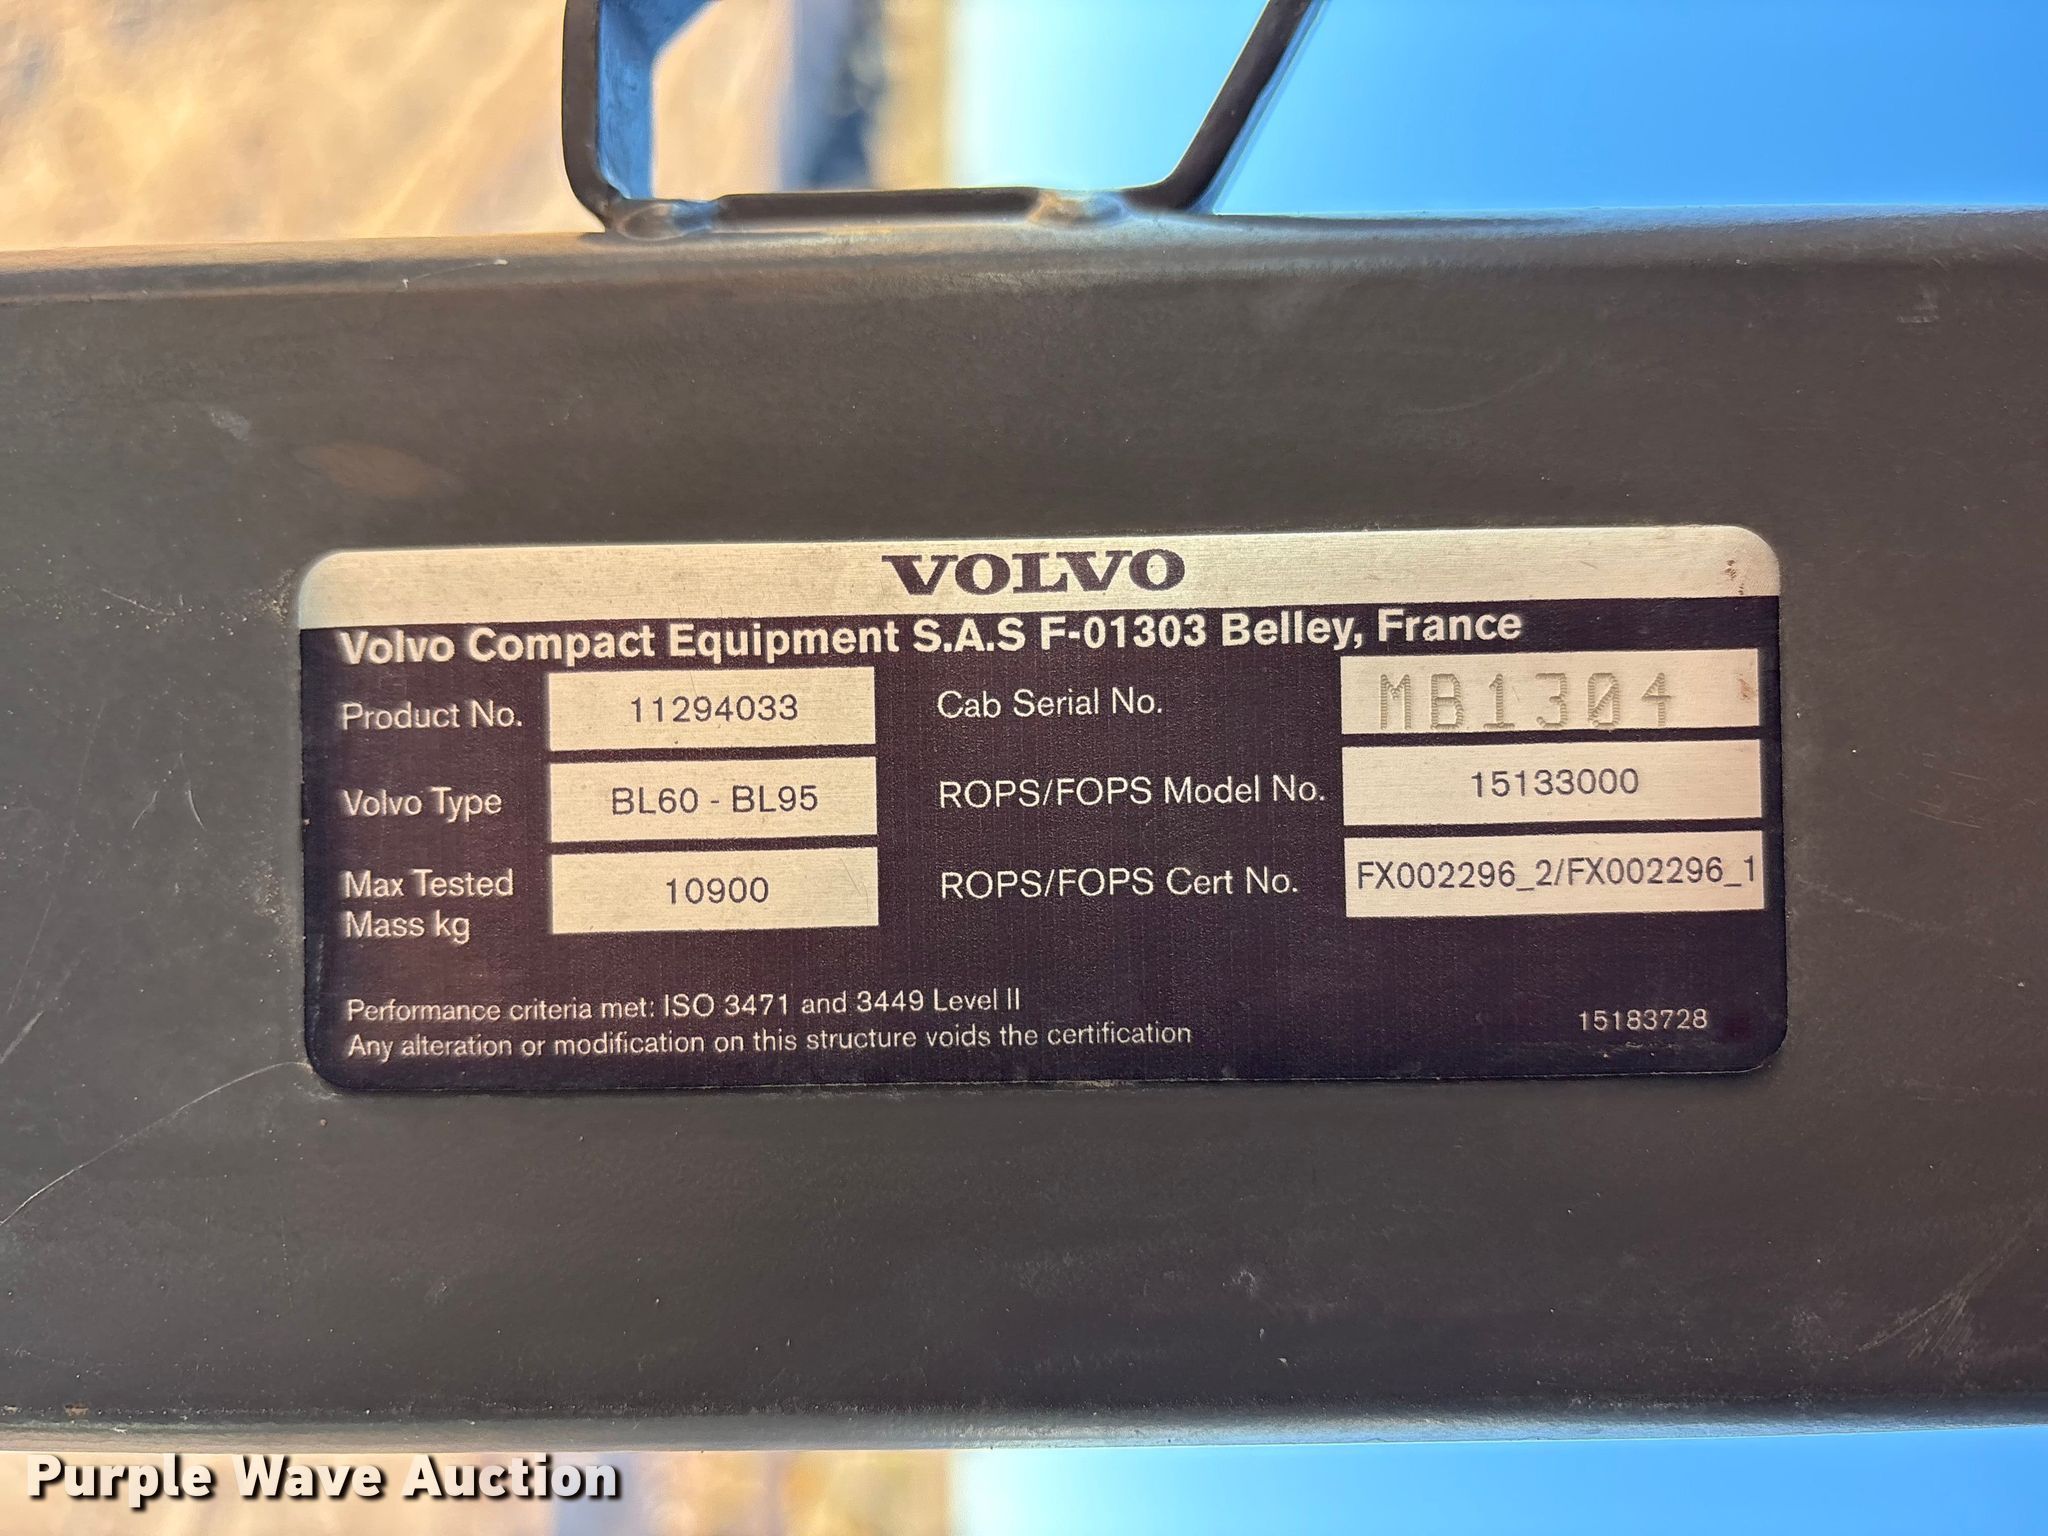 VOLVO
Volvo Compact Equipment S.A.S F-01303 Belley, France
Product No. 11294033 Cab Serial No. MB1304
Volvo Type BL60 - BL95 ROPS/FOPS Model No. 15133000
Max Tested Mass kg 10900 ROPS/FOPS Cert No. FX002296_2/FX002296_1
Performance criteria met: ISO 3471 and 3449 Level II
Any alteration or modification on this structure voids the certification
15183728
Purple Wave Auction